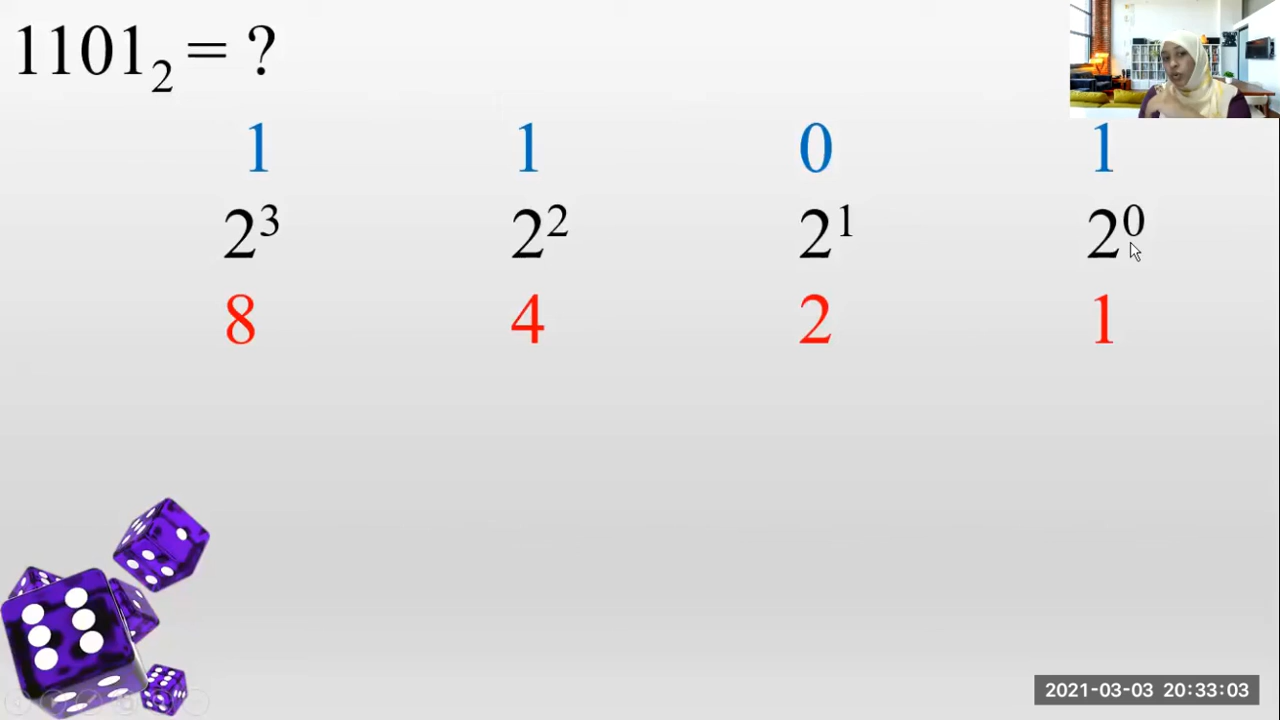 1101₂ = ?
1 1 0 1
2³ 2² 2¹ 2⁰
8 4 2 1
2021-03-03 20:33:03